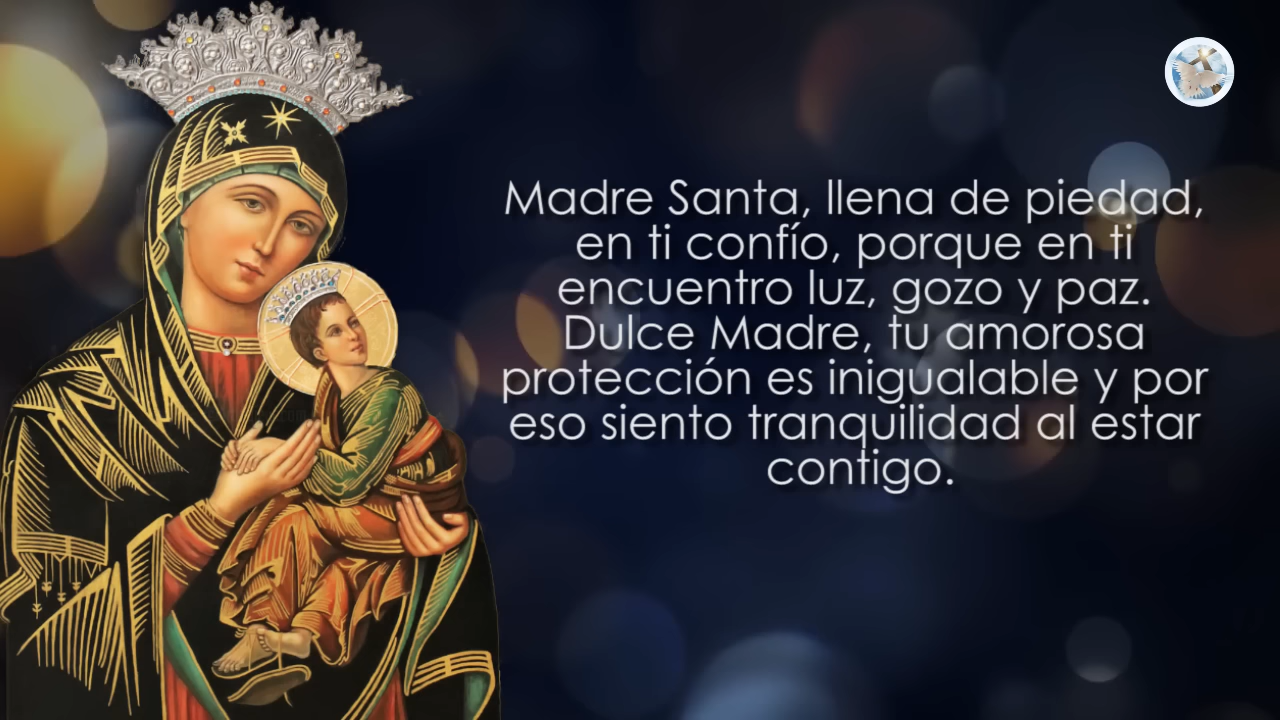 Madre Santa, llena de piedad,
en ti confío, porque en ti
encuentro luz, gozo y paz.
Dulce Madre, tu amorosa
protección es inigualable y por
eso siento tranquilidad al estar
contigo.